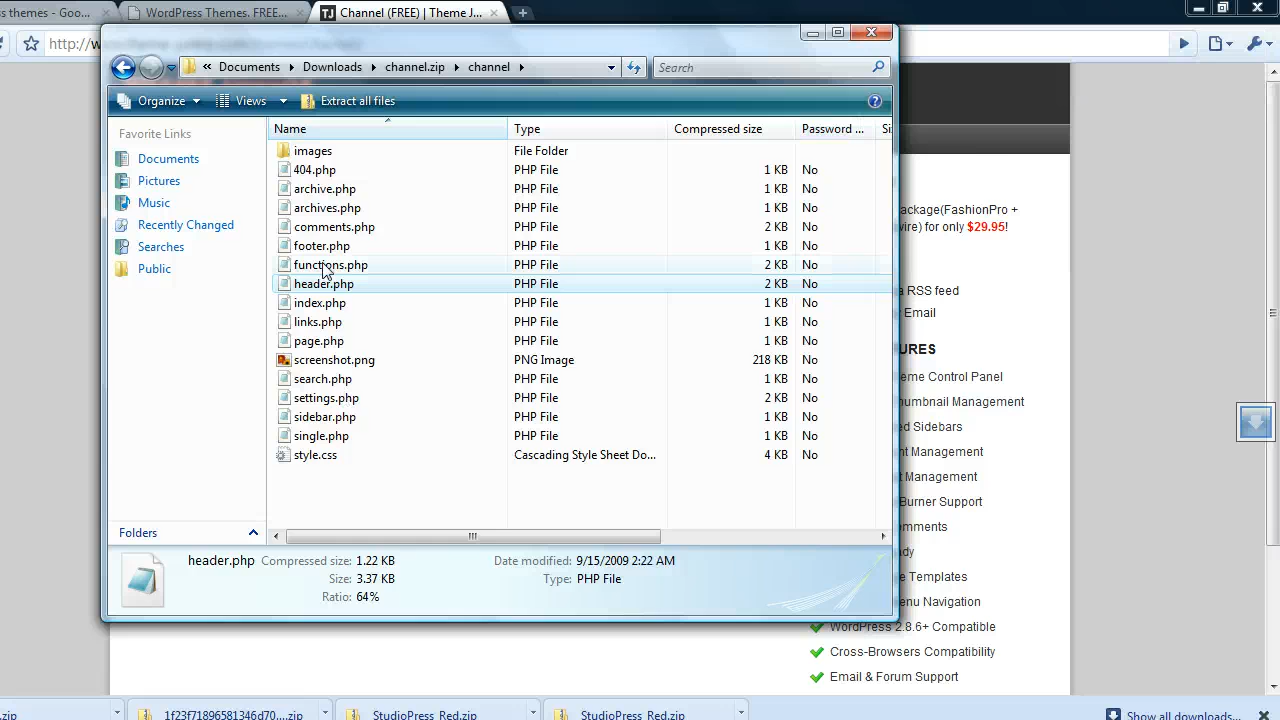 s themes - Goo...
WordPress Themes. FREE...
TJ Channel (FREE) | Theme J...
http://w
« Documents Downloads channel.zip channel
Search
Organize Views Extract all files
Favorite Links
Documents
Pictures
Music
Recently Changed
Searches
Public
Folders
Name Type Compressed size Password ... Si
images File Folder
404.php PHP File 1 KB No
archive.php PHP File 1 KB No
archives.php PHP File 1 KB No
comments.php PHP File 2 KB No
footer.php PHP File 1 KB No
functions.php PHP File 2 KB No
header.php PHP File 2 KB No
index.php PHP File 1 KB No
links.php PHP File 1 KB No
page.php PHP File 1 KB No
screenshot.png PNG Image 218 KB No
search.php PHP File 1 KB No
settings.php PHP File 2 KB No
sidebar.php PHP File 1 KB No
single.php PHP File 1 KB No
style.css Cascading Style Sheet Do... 4 KB No
header.php Compressed size: 1.22 KB Date modified: 9/15/2009 2:22 AM
Size: 3.37 KB Type: PHP File
Ratio: 64%
ackage(FashionPro +
vire) for only $29.95!
a RSS feed
Email
URES
eme Control Panel
humbnail Management
ed Sidebars
nt Management
t Management
Burner Support
mments
dy
e Templates
enu Navigation
WordPress 2.8.6+ Compatible
Cross-Browsers Compatibility
Email & Forum Support
.zip
1f23f71896581346d70....zip
StudioPress_Red.zip
StudioPress_Red.zip
Show all downloads...